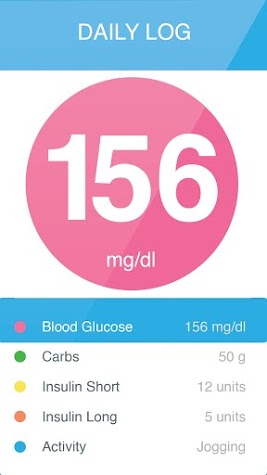 DAILY LOG
156
mg/dl
Blood Glucose 156 mg/dl
Carbs 50 g
Insulin Short 12 units
Insulin Long 5 units
Activity Jogging